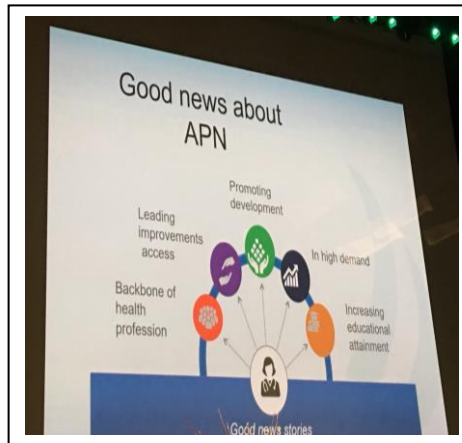 Good news about
APN
Promoting
development
Leading
improvements
access
In high demand
Backbone of
health
profession
Increasing
educational
attainment
Good news stories